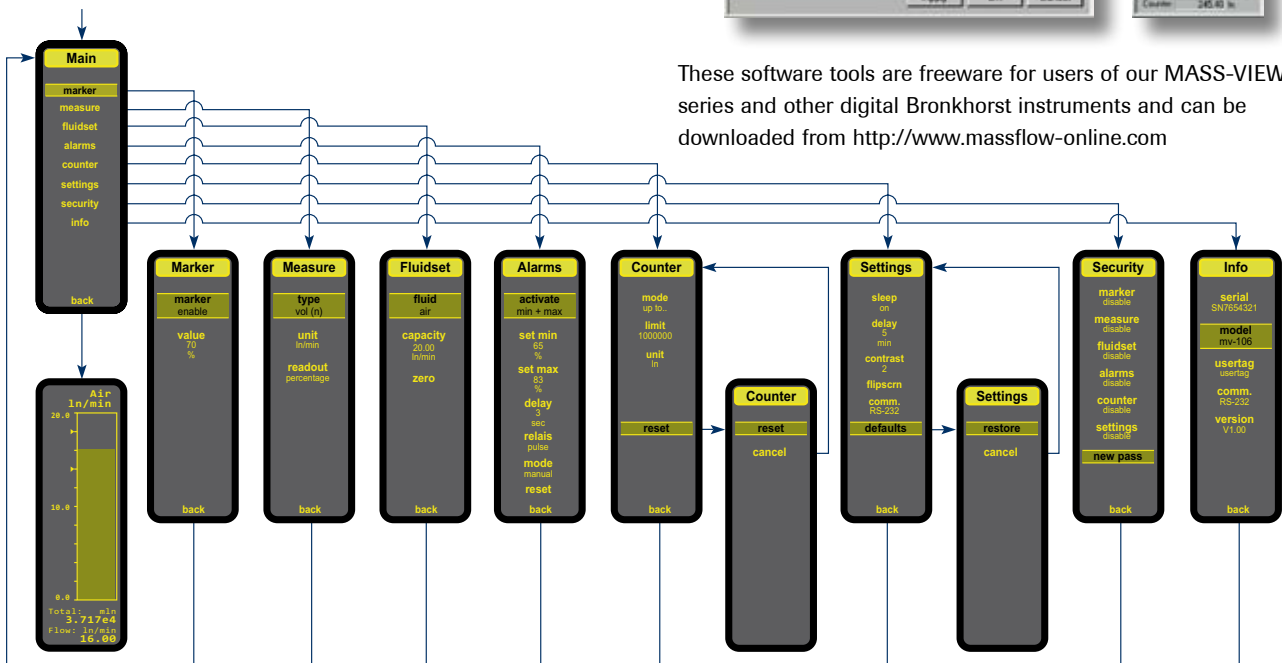 Counter: 245.40 ln
These software tools are freeware for users of our MASS-VIEW
series and other digital Bronkhorst instruments and can be
downloaded from http://www.massflow-online.com
Main
marker
measure
fluidset
alarms
counter
settings
security
info
back
Marker
marker
enable
value
70
%
back
Measure
type
vol (n)
unit
ln/min
readout
percentage
back
Fluidset
fluid
air
capacity
20.00
ln/min
zero
back
Alarms
activate
min + max
set min
65
%
set max
83
%
delay
3
sec
relais
pulse
mode
manual
reset
back
Counter
mode
up to..
limit
1000000
unit
ln
reset
back
Counter
reset
cancel
Settings
sleep
on
delay
5
min
contrast
2
flipscrn
comm.
RS-232
defaults
back
Settings
restore
cancel
Security
marker
disable
measure
disable
fluidset
disable
alarms
disable
counter
disable
settings
disable
new pass
back
Info
serial
SN7654321
model
mv-106
usertag
usertag
comm.
RS-232
version
V1.00
back
Air
ln/min
20.0
10.0
0.0
Total: mln
3.717e4
Flow: ln/min
16.00